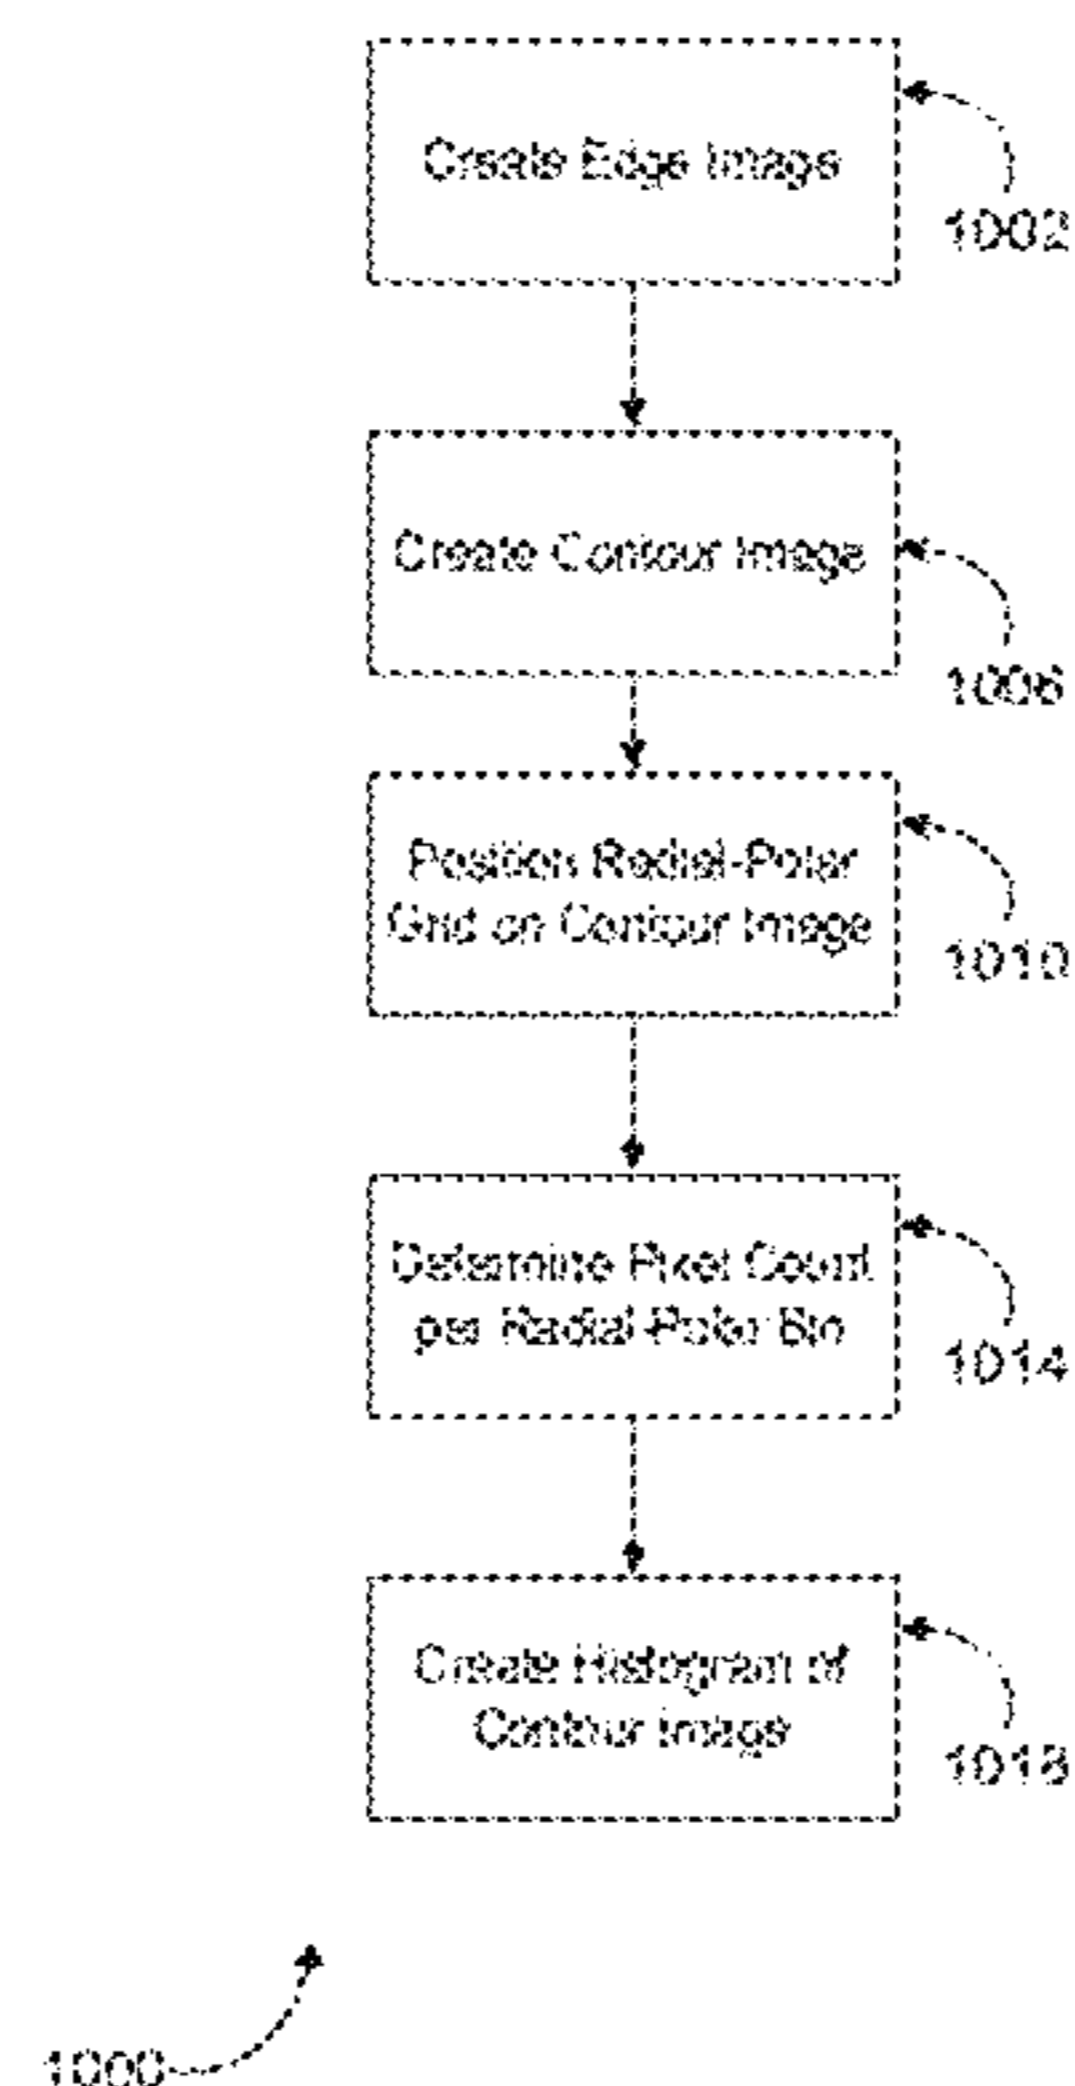 Create Edge Image
1002
Create Contour Image
1006
Position Radial-Polar
Grid on Contour Image
1010
Determine Pixel Count
per Radial-Polar Bin
1014
Create Histogram of
Contour Image
1018
1000